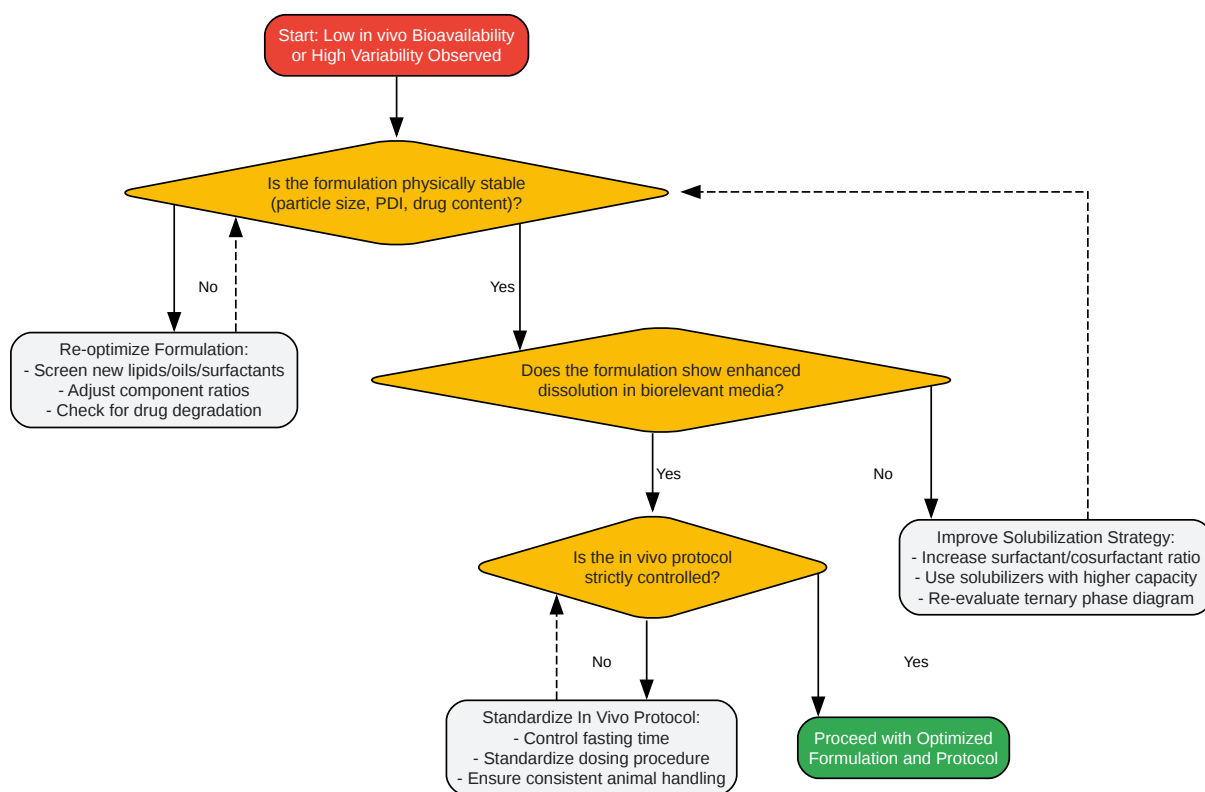 Start: Low in vivo Bioavailability
or High Variability Observed
Is the formulation physically stable
(particle size, PDI, drug content)?
No
Yes
Re-optimize Formulation:
- Screen new lipids/oils/surfactants
- Adjust component ratios
- Check for drug degradation
Does the formulation show enhanced
dissolution in biorelevant media?
Yes
No
Is the in vivo protocol
strictly controlled?
Improve Solubilization Strategy:
- Increase surfactant/cosurfactant ratio
- Use solubilizers with higher capacity
- Re-evaluate ternary phase diagram
No
Yes
Standardize In Vivo Protocol:
- Control fasting time
- Standardize dosing procedure
- Ensure consistent animal handling
Proceed with Optimized
Formulation and Protocol